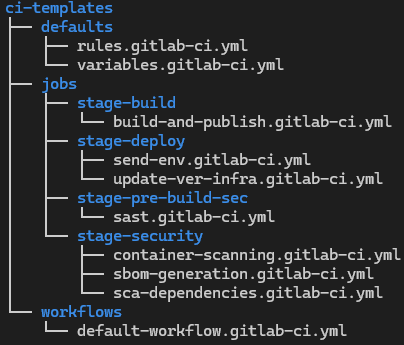 ci-templates
├── defaults
│   ├── rules.gitlab-ci.yml
│   └── variables.gitlab-ci.yml
├── jobs
│   ├── stage-build
│   │   └── build-and-publish.gitlab-ci.yml
│   ├── stage-deploy
│   │   ├── send-env.gitlab-ci.yml
│   │   └── update-ver-infra.gitlab-ci.yml
│   ├── stage-pre-build-sec
│   │   └── sast.gitlab-ci.yml
│   └── stage-security
│       ├── container-scanning.gitlab-ci.yml
│       ├── sbom-generation.gitlab-ci.yml
│       └── sca-dependencies.gitlab-ci.yml
└── workflows
    └── default-workflow.gitlab-ci.yml